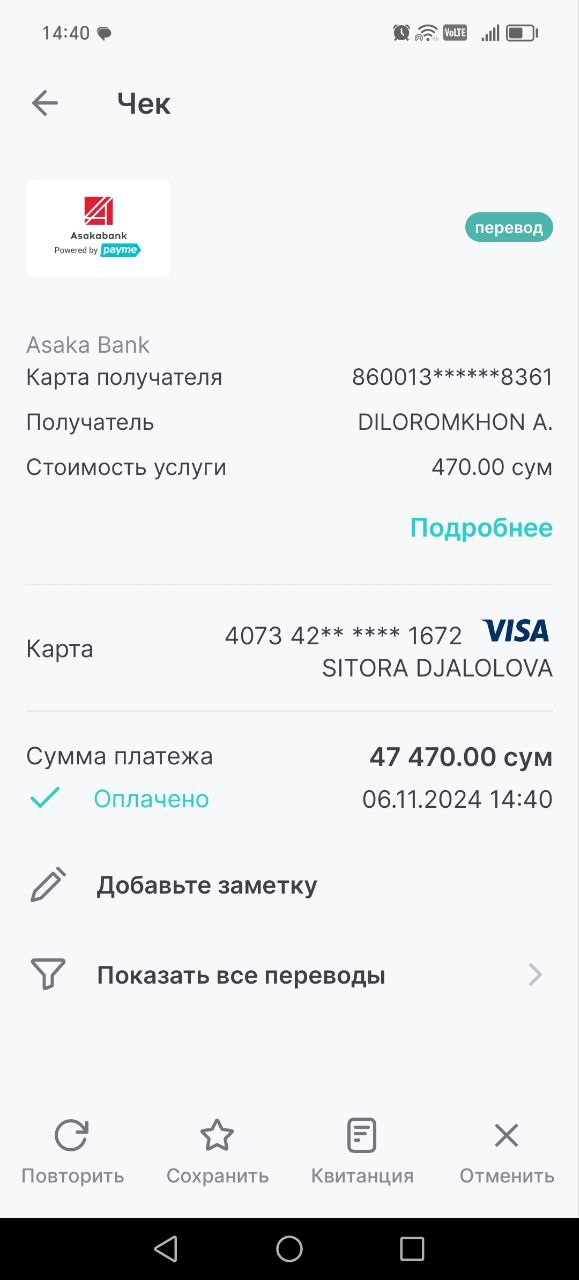 14:40
VoLTE
Чек
Asakabank
Powered by payme
перевод
Asaka Bank
Карта получателя 860013******8361
Получатель DILOROMKHON A.
Стоимость услуги 470.00 сум
Подробнее
Карта 4073 42** **** 1672 VISA
SITORA DJALOLOVA
Сумма платежа 47 470.00 сум
Оплачено 06.11.2024 14:40
Добавьте заметку
Показать все переводы
Повторить Сохранить Квитанция Отменить